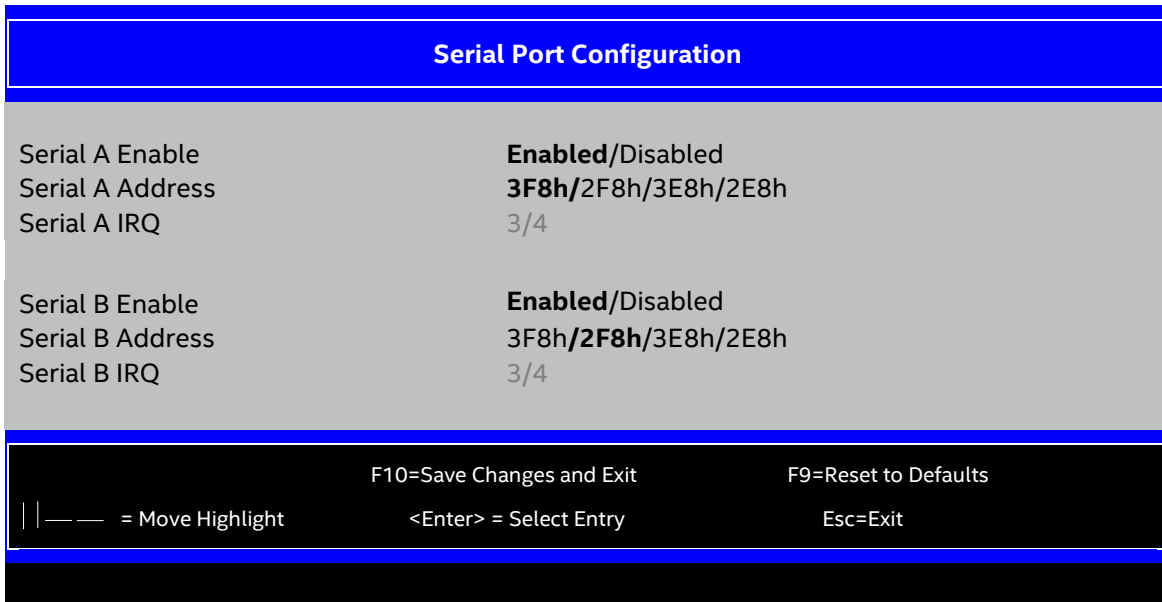 Serial Port Configuration
Serial A Enable Enabled/Disabled
Serial A Address 3F8h/2F8h/3E8h/2E8h
Serial A IRQ 3/4
Serial B Enable Enabled/Disabled
Serial B Address 3F8h/2F8h/3E8h/2E8h
Serial B IRQ 3/4
F10=Save Changes and Exit F9=Reset to Defaults
= Move Highlight <Enter> = Select Entry Esc=Exit